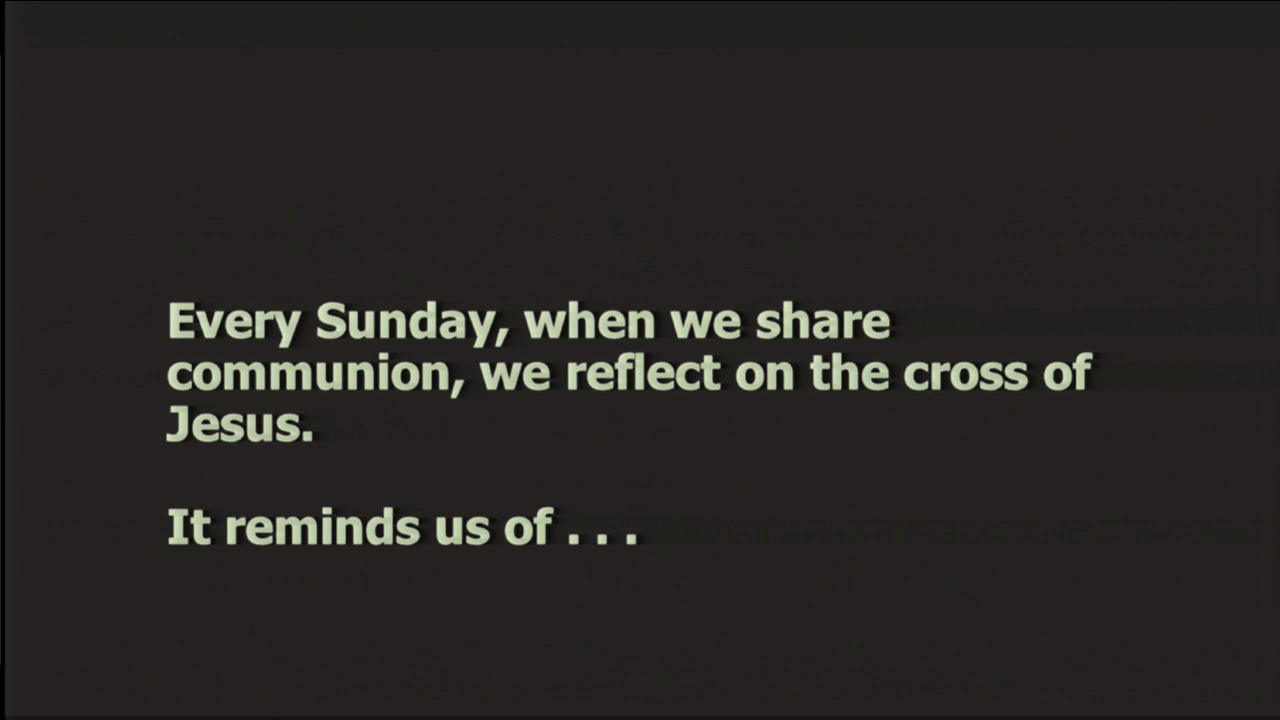 Every Sunday, when we share
communion, we reflect on the cross of
Jesus.
It reminds us of . . .